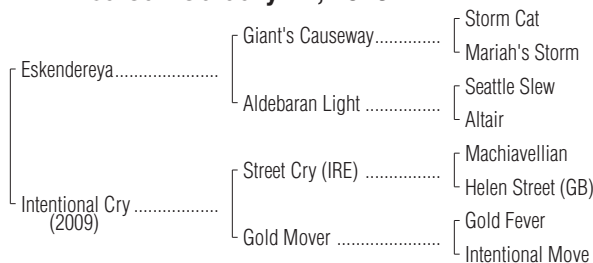 Storm Cat
Giant's Causeway................
Mariah's Storm
Eskendereya......................
Seattle Slew
Aldebaran Light ................
Altair
Machiavellian
Street Cry (IRE) ................
Helen Street (GB)
Intentional Cry ..................
(2009)
Gold Fever
Gold Mover ......................
Intentional Move